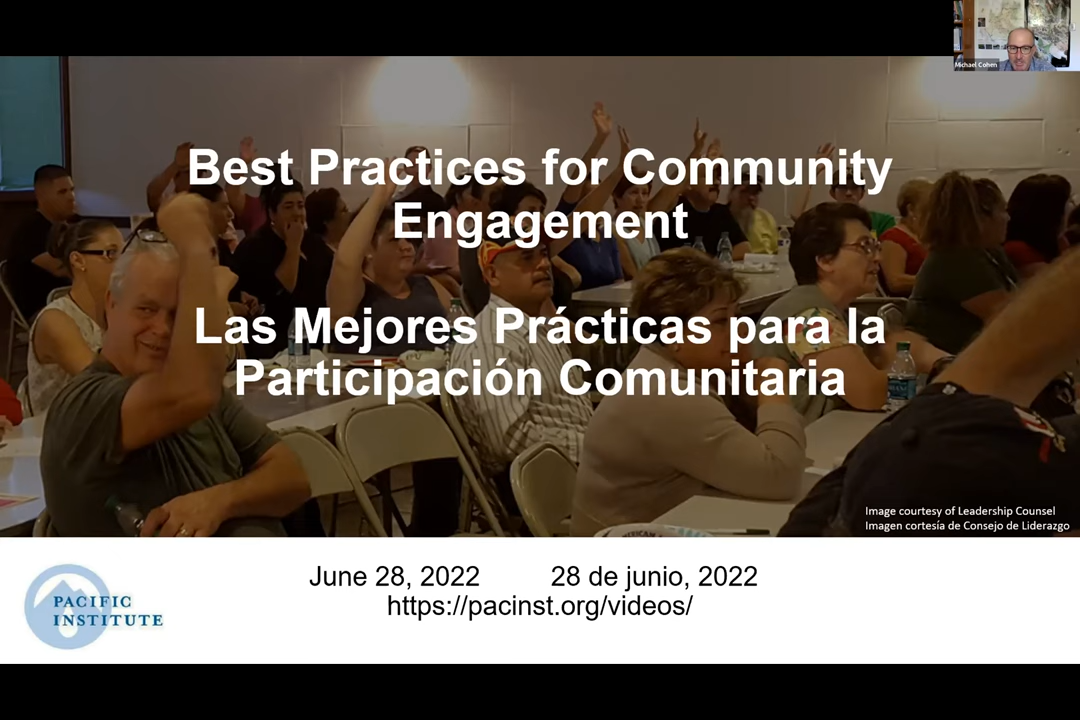 Michael Cohen
Best Practices for Community
Engagement
Las Mejores Prácticas para la
Participación Comunitaria
Image courtesy of Leadership Counsel
Imagen cortesía de Consejo de Liderazgo
June 28, 2022 28 de junio, 2022
https://pacinst.org/videos/
PACIFIC
INSTITUTE